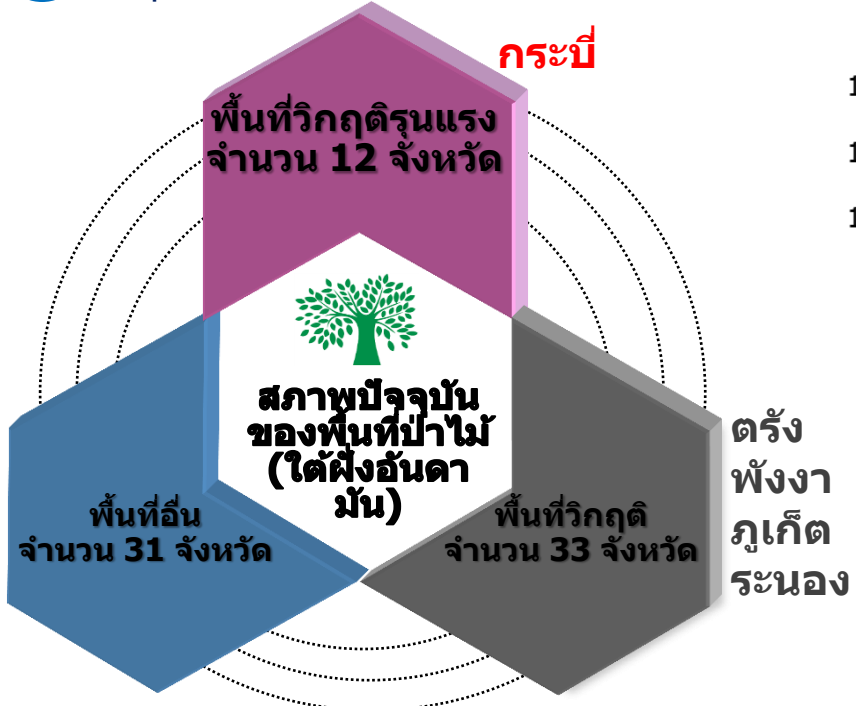 กระบี่
พื้นที่วิกฤติรุนแรง
จำนวน 12 จังหวัด
สภาพปัจจุบัน
ของพื้นที่ป่าไม้
(ใต้ฝั่งอันดา
มัน)
พื้นที่อื่น
จำนวน 31 จังหวัด
พื้นที่วิกฤติ
จำนวน 33 จังหวัด
ตรัง
พังงา
ภูเก็ต
ระนอง